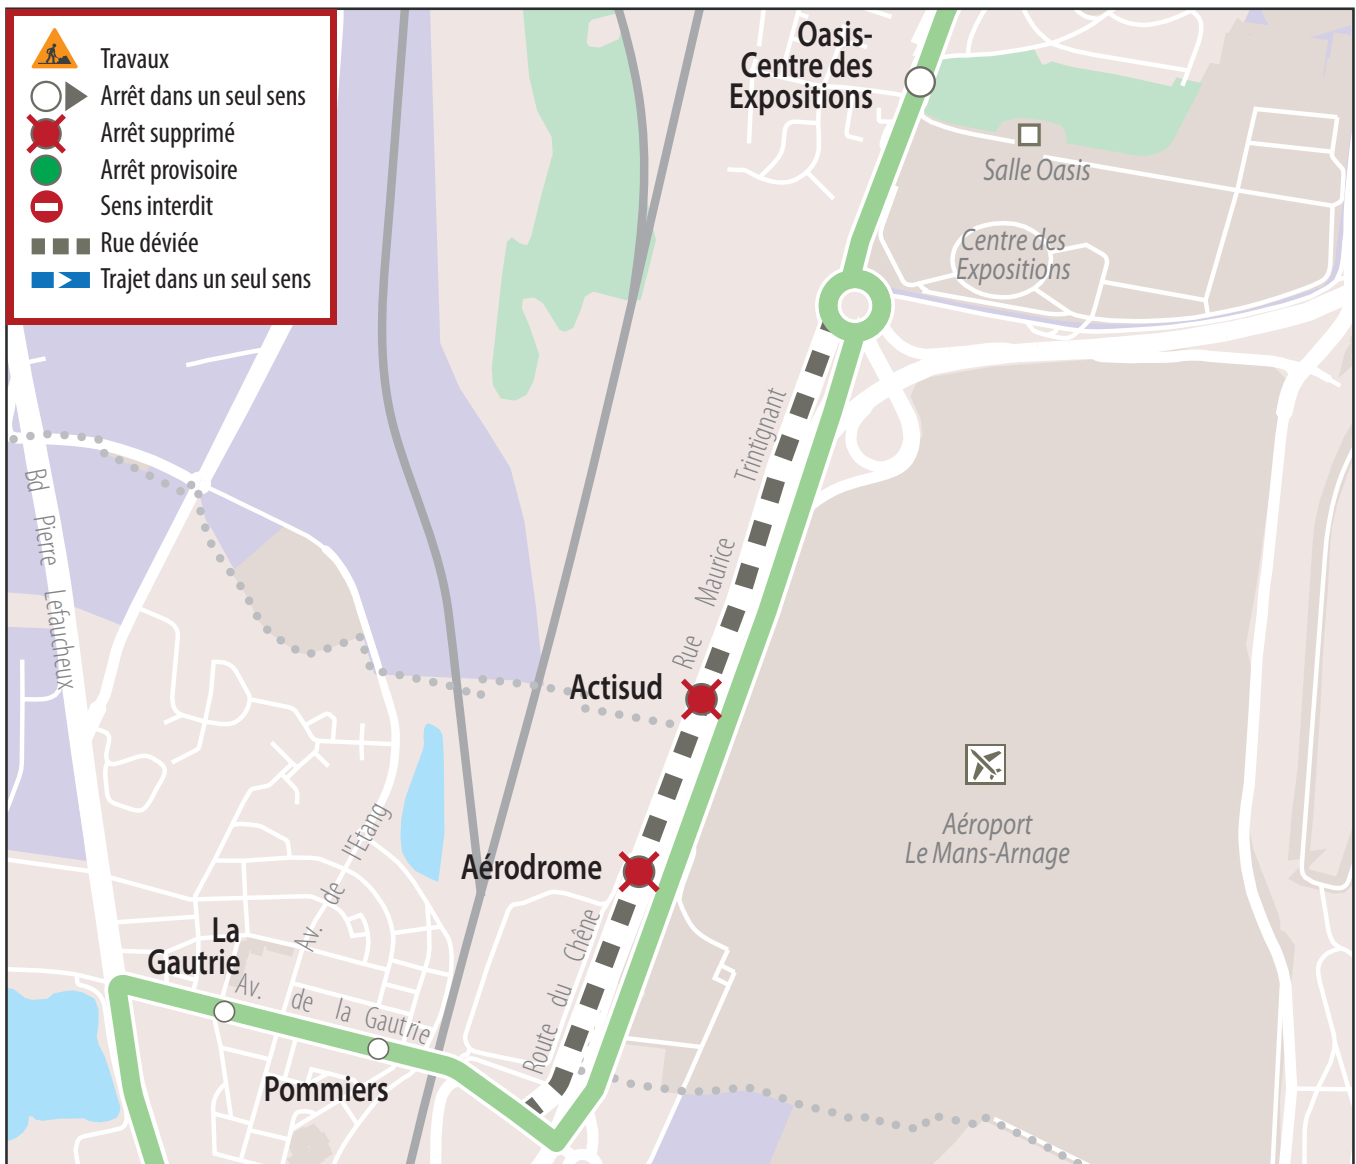 Travaux
Arrêt dans un seul sens
Arrêt supprimé
Arrêt provisoire
Sens interdit
Rue déviée
Trajet dans un seul sens
Oasis-
Centre des
Expositions
Salle Oasis
Centre des
Expositions
Rue Maurice Trintignant
Bd Pierre Lefaucheux
Actisud
Aéroport
Le Mans-Arnage
Av. de l'Etang
Aérodrome
La
Gautrie
Av. de la Gautrie
Route du Chêne
Pommiers